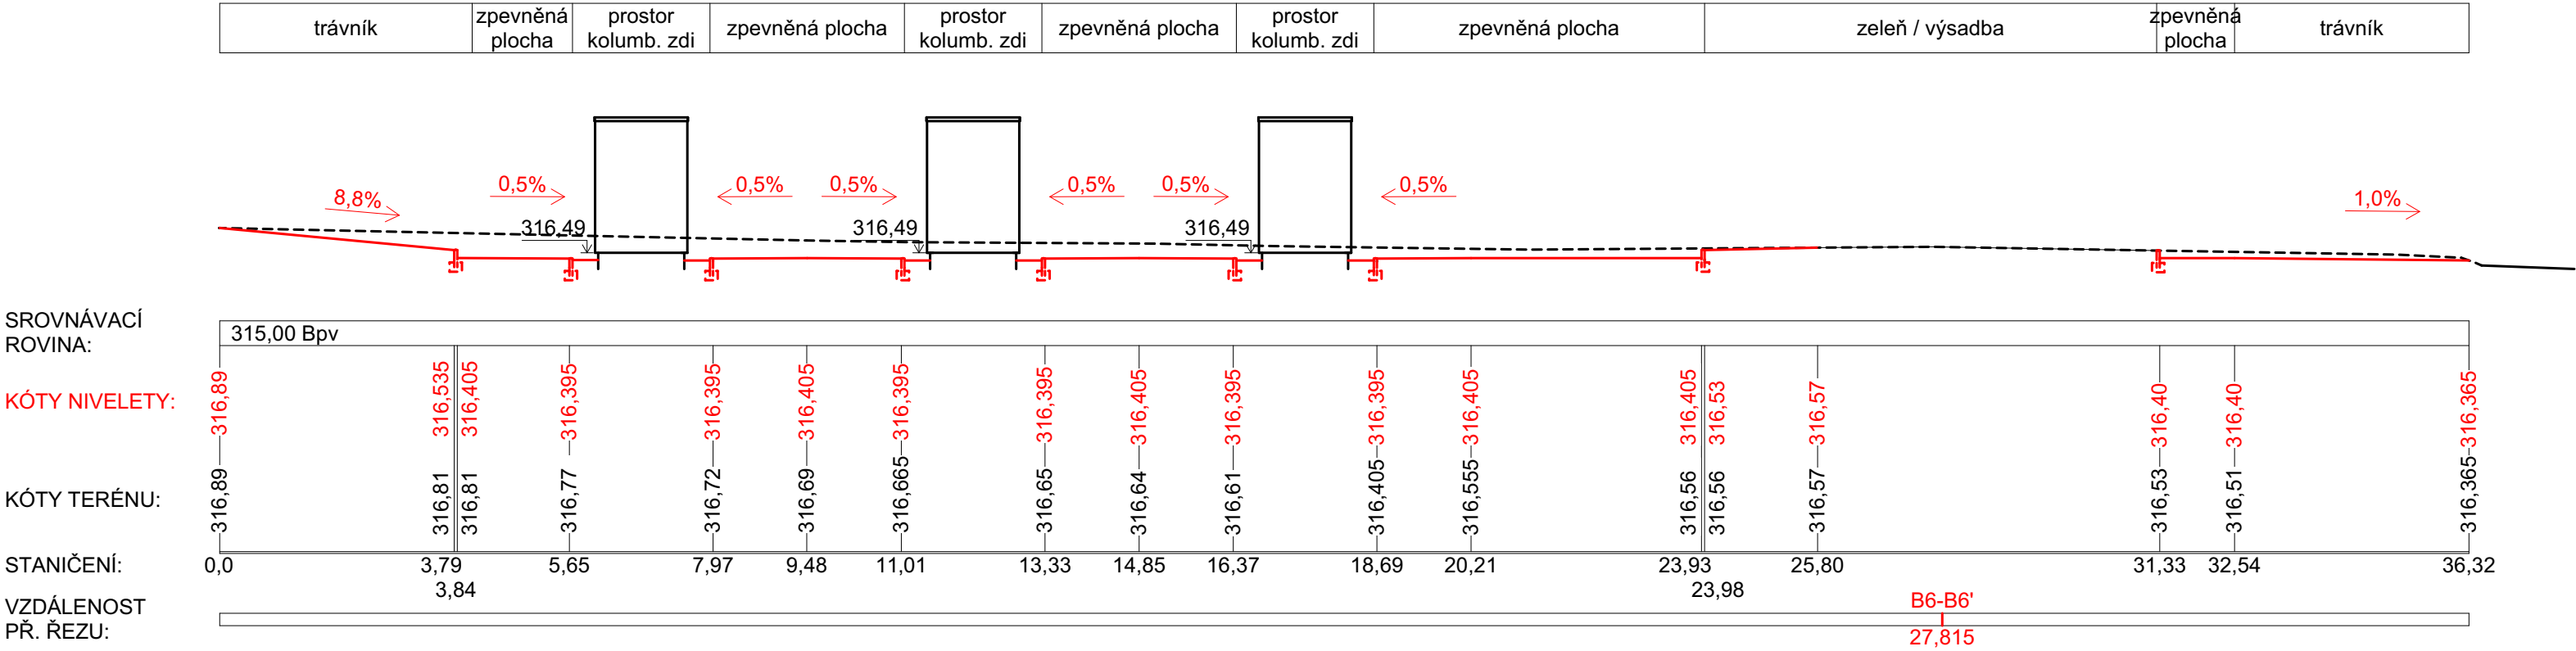 trávník
zpevněná
plocha
prostor
kolumb. zdi
zpevněná plocha
prostor
kolumb. zdi
zpevněná plocha
prostor
kolumb. zdi
zpevněná plocha
zeleň / výsadba
zpevněná
plocha
trávník
8,8%
0,5%
0,5%
0,5%
0,5%
0,5%
0,5%
1,0%
316,49
316,49
316,49
SROVNÁVACÍ
ROVINA:
315,00 Bpv
KÓTY NIVELETY:
316,89
316,535
316,405
316,395
316,395
316,405
316,395
316,395
316,405
316,395
316,395
316,405
316,405
316,53
316,57
316,40
316,40
316,365
KÓTY TERÉNU:
316,89
316,81
316,81
316,77
316,72
316,69
316,665
316,65
316,64
316,61
316,405
316,555
316,56
316,56
316,57
316,53
316,51
316,365
STANIČENÍ:
0,0
3,79
5,65
7,97
9,48
11,01
13,33
14,85
16,37
18,69
20,21
23,93
25,80
31,33
32,54
36,32
3,84
23,98
VZDÁLENOST
PŘ. ŘEZU:
B6-B6'
27,815